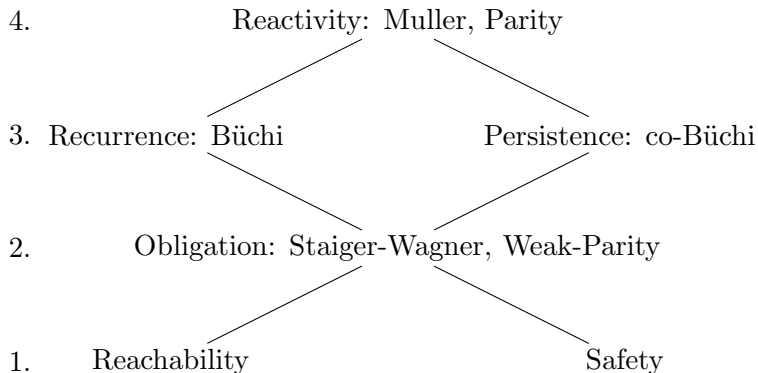 4. Reactivity: Muller, Parity
3. Recurrence: Büchi Persistence: co-Büchi
2. Obligation: Staiger-Wagner, Weak-Parity
1. Reachability Safety